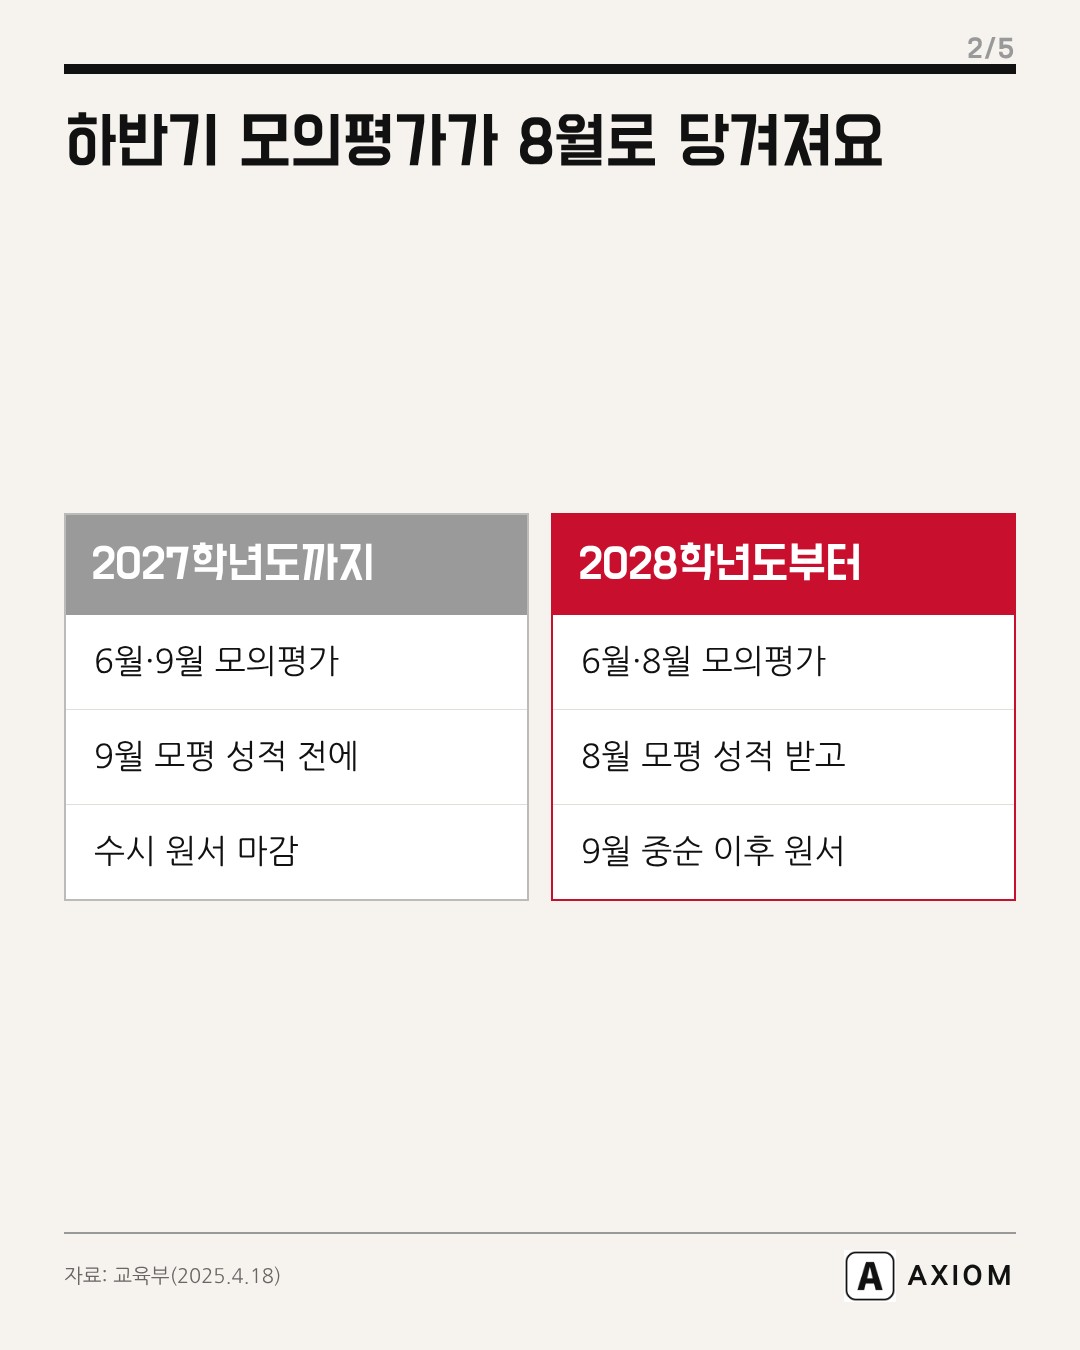 2/5
하반기 모의평가가 8월로 당겨져요
2027학년도까지
6월·9월 모의평가
9월 모평 성적 전에
수시 원서 마감
2028학년도부터
6월·8월 모의평가
8월 모평 성적 받고
9월 중순 이후 원서
자료: 교육부(2025.4.18)
A AXIOM